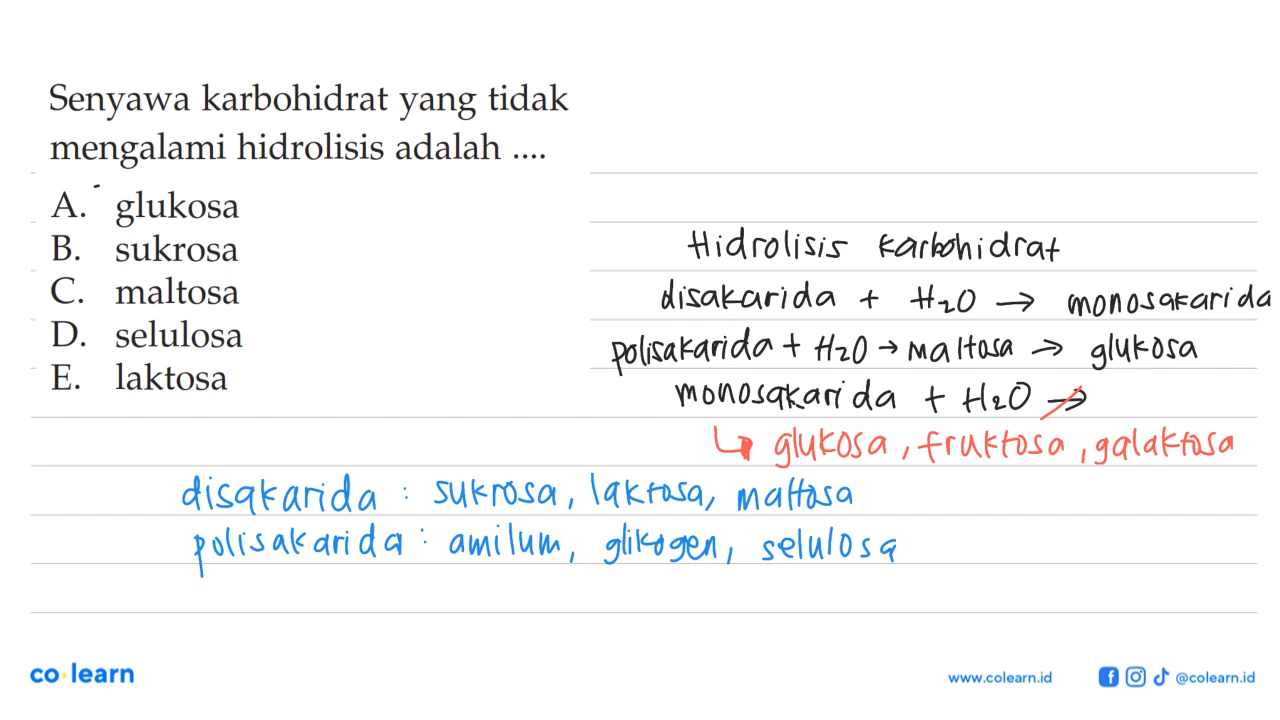 Senyawa karbohidrat yang tidak
mengalami hidrolisis adalah ....
A. glukosa
B. sukrosa
C. maltosa
D. selulosa
E. laktosa
Hidrolisis karbohidrat
disakarida + H2O → monosakarida
polisakarida + H2O → maltosa → glukosa
monosakarida + H2O →
↳ glukosa, fruktosa, galaktosa
disakarida : sukrosa, laktosa, maltosa
polisakarida : amilum, glikogen, selulosa
co learn
www.colearn.id @colearn.id